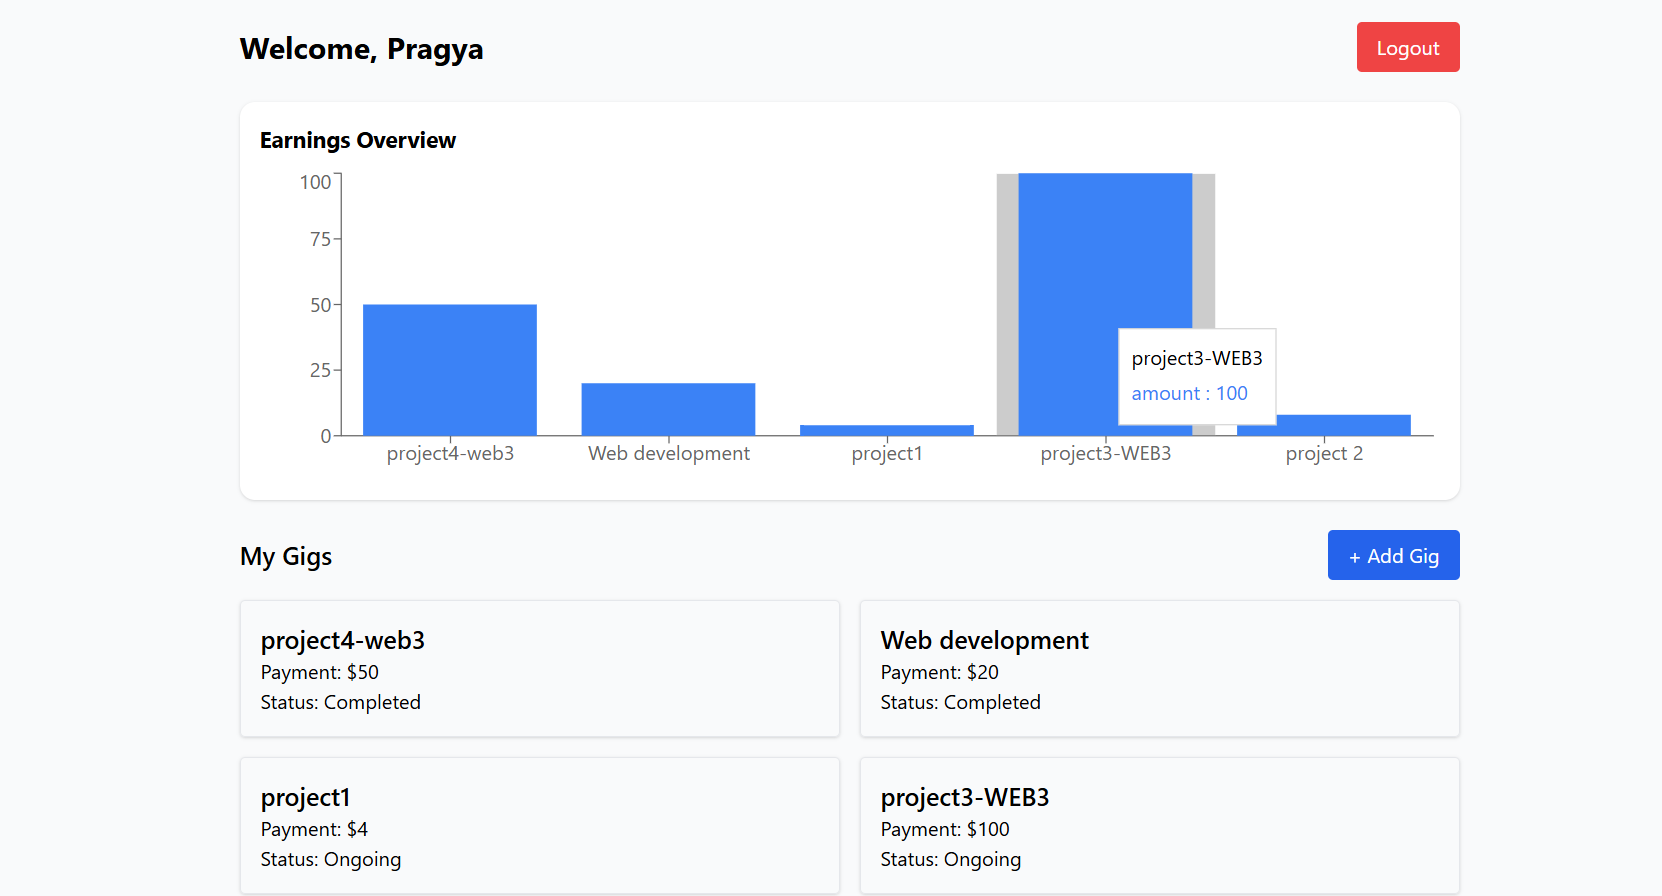 Welcome, Pragya
Logout
Earnings Overview
100
75
50
25
0
project4-web3
Web development
project1
project3-WEB3
project 2
project3-WEB3
amount : 100
My Gigs
+ Add Gig
project4-web3
Payment: $50
Status: Completed
Web development
Payment: $20
Status: Completed
project1
Payment: $4
Status: Ongoing
project3-WEB3
Payment: $100
Status: Ongoing